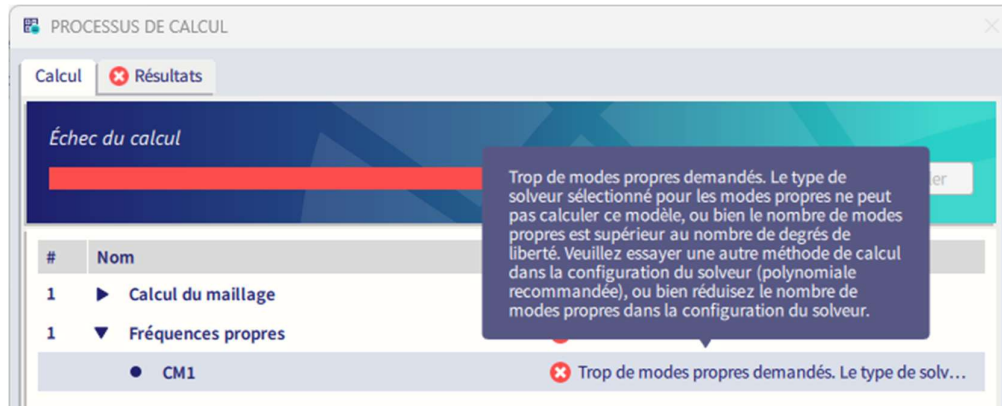 PROCESSUS DE CALCUL
Calcul
Résultats
Échec du calcul
Trop de modes propres demandés. Le type de
solveur sélectionné pour les modes propres ne peut
pas calculer ce modèle, ou bien le nombre de modes
propres est supérieur au nombre de degrés de
liberté. Veuillez essayer une autre méthode de calcul
dans la configuration du solveur (polynomiale
recommandée), ou bien réduisez le nombre de
modes propres dans la configuration du solveur.
er
# Nom
1 Calcul du maillage
1 Fréquences propres
CM1 Trop de modes propres demandés. Le type de solv…